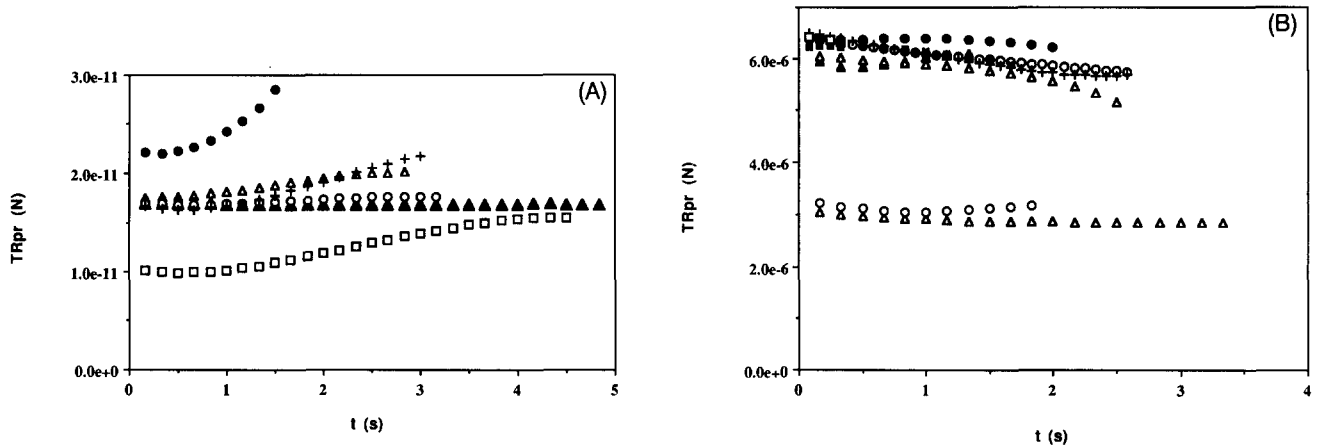 (A)
3.0e-11
2.0e-11
1.0e-11
0.0e+0
TRpr (N)
0 1 2 3 4 5
t (s)
(B)
6.0e-6
4.0e-6
2.0e-6
0.0e+0
TRpr (N)
0 1 2 3 4
t (s)